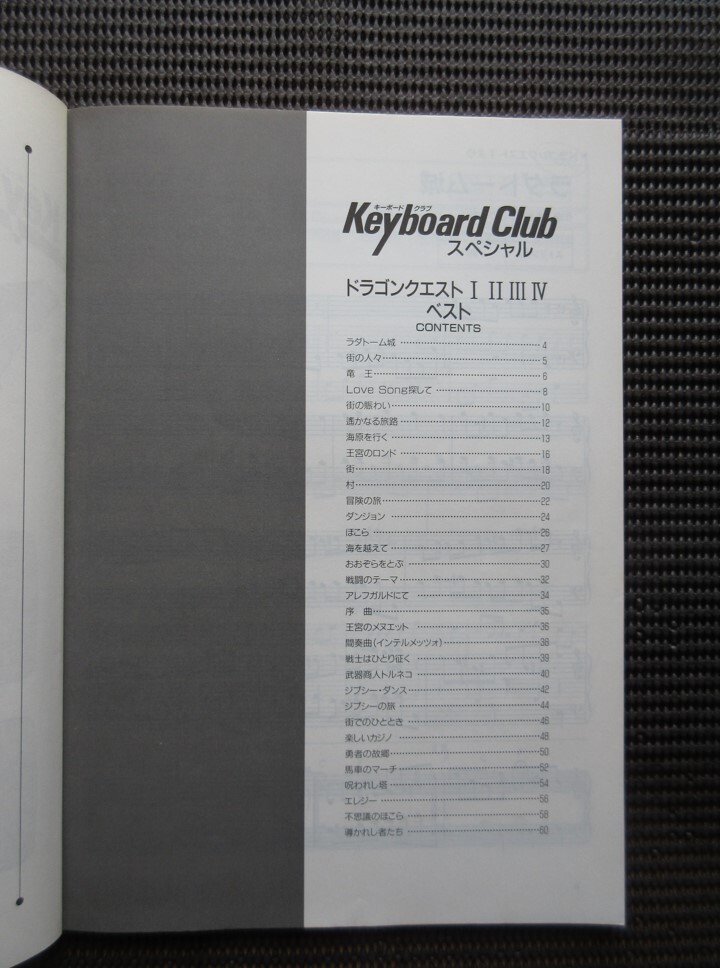 キーボード クラブ
Keyboard Club
スペシャル
ドラゴンクエストⅠ Ⅱ Ⅲ Ⅳ
ベスト
CONTENTS
ラダトーム城 4
街の人々 5
竜 王 6
Love Song探して 8
街の賑わい 10
遥かなる旅路 12
海原を行く 13
王宮のロンド 16
街 18
村 20
冒険の旅 22
ダンジョン 24
ほこら 26
海を越えて 27
おおぞらをとぶ 30
戦闘のテーマ 32
アレフガルドにて 34
序 曲 35
王宮のメヌエット 36
間奏曲(インテルメッツォ) 38
戦士はひとり征く 39
武器商人トルネコ 40
ジプシー・ダンス 42
ジプシーの旅 44
街でのひととき 46
楽しいカジノ 48
勇者の故郷 50
馬車のマーチ 52
呪われし塔 54
エレジー 56
不思議のほこら 58
導かれし者たち 60